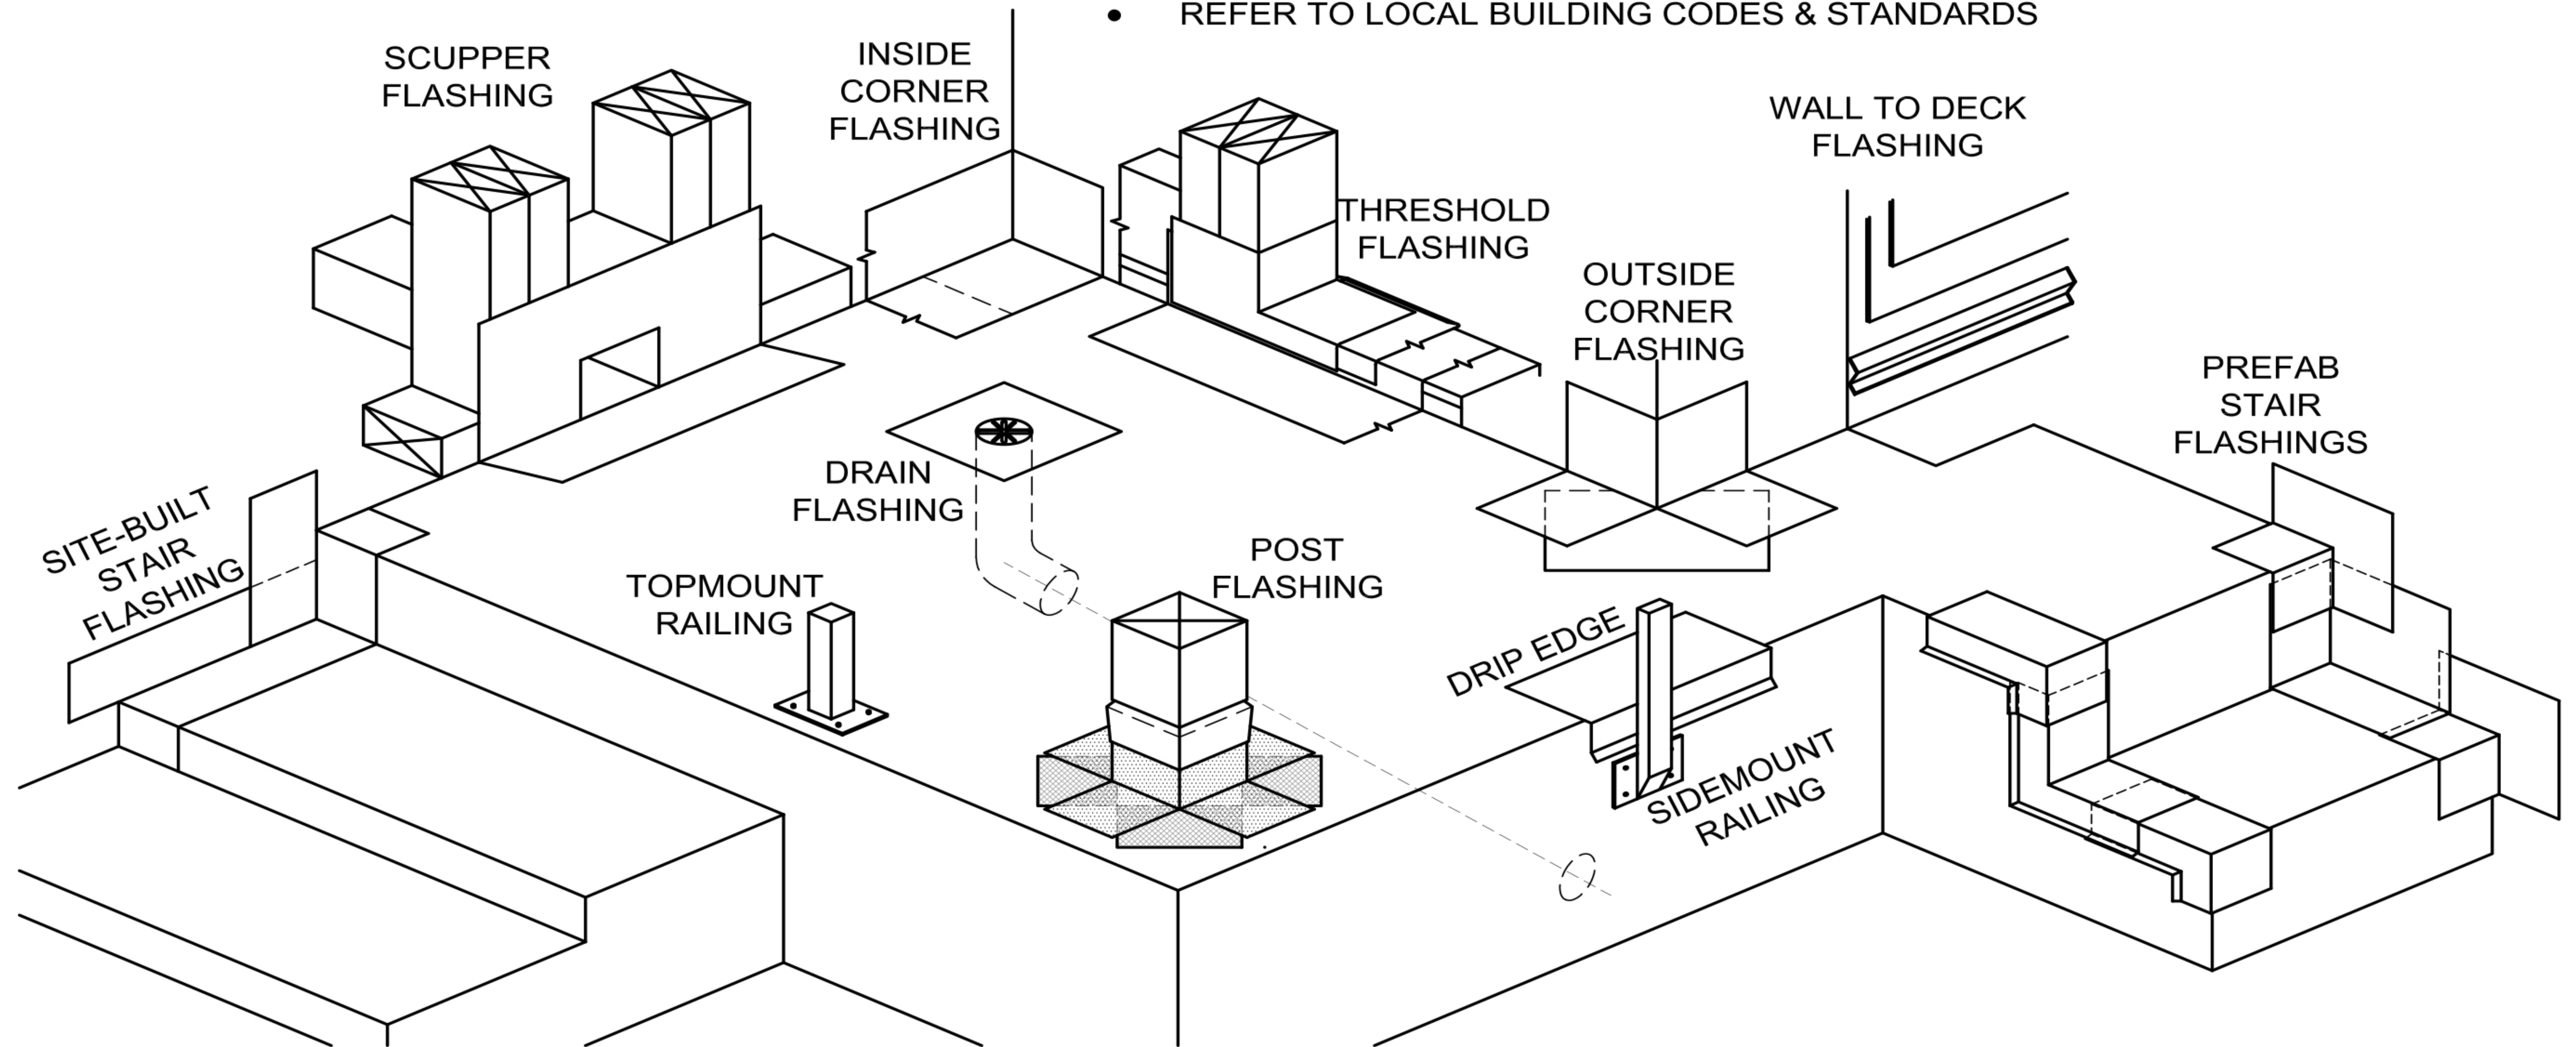 • REFER TO LOCAL BUILDING CODES & STANDARDS
SCUPPER
FLASHING
INSIDE
CORNER
FLASHING
WALL TO DECK
FLASHING
THRESHOLD
FLASHING
OUTSIDE
CORNER
FLASHING
PREFAB
STAIR
FLASHINGS
DRAIN
FLASHING
SITE-BUILT
STAIR
FLASHING
TOPMOUNT
RAILING
POST
FLASHING
DRIP EDGE
SIDEMOUNT
RAILING